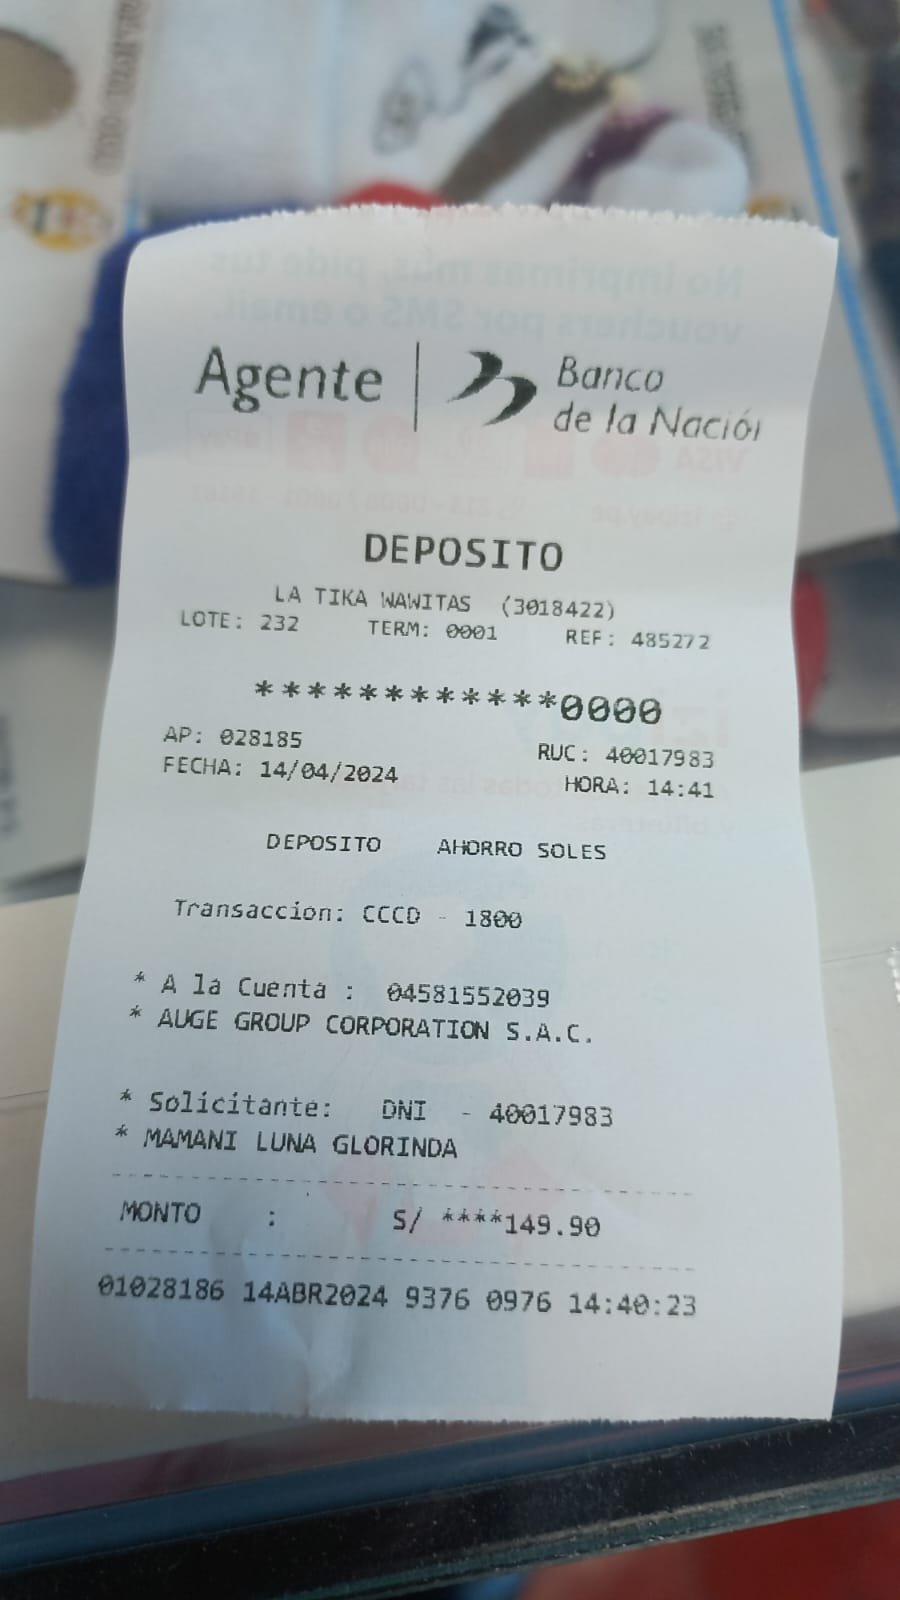 Agente | Banco
de la Nación
DEPOSITO
LA TIKA WAWITAS (3018422)
LOTE: 232 TERM: 0001 REF: 485272
************0000
AP: 028185 RUC: 40017983
FECHA: 14/04/2024 HORA: 14:41
DEPOSITO AHORRO SOLES
Transaccion: CCCD - 1800
* A la Cuenta : 04581552039
* AUGE GROUP CORPORATION S.A.C.
* Solicitante: DNI - 40017983
* MAMANI LUNA GLORINDA
MONTO : S/ ****149.90
01028186 14ABR2024 9376 0976 14:40:23